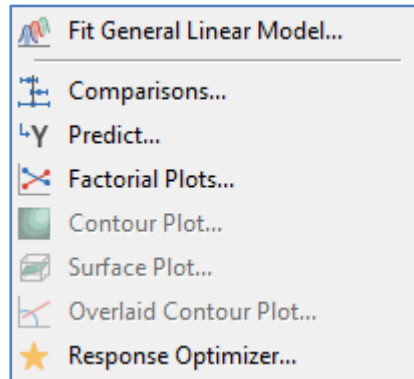 Fit General Linear Model...
Comparisons...
Predict...
Factorial Plots...
Contour Plot...
Surface Plot...
Overlaid Contour Plot...
Response Optimizer...